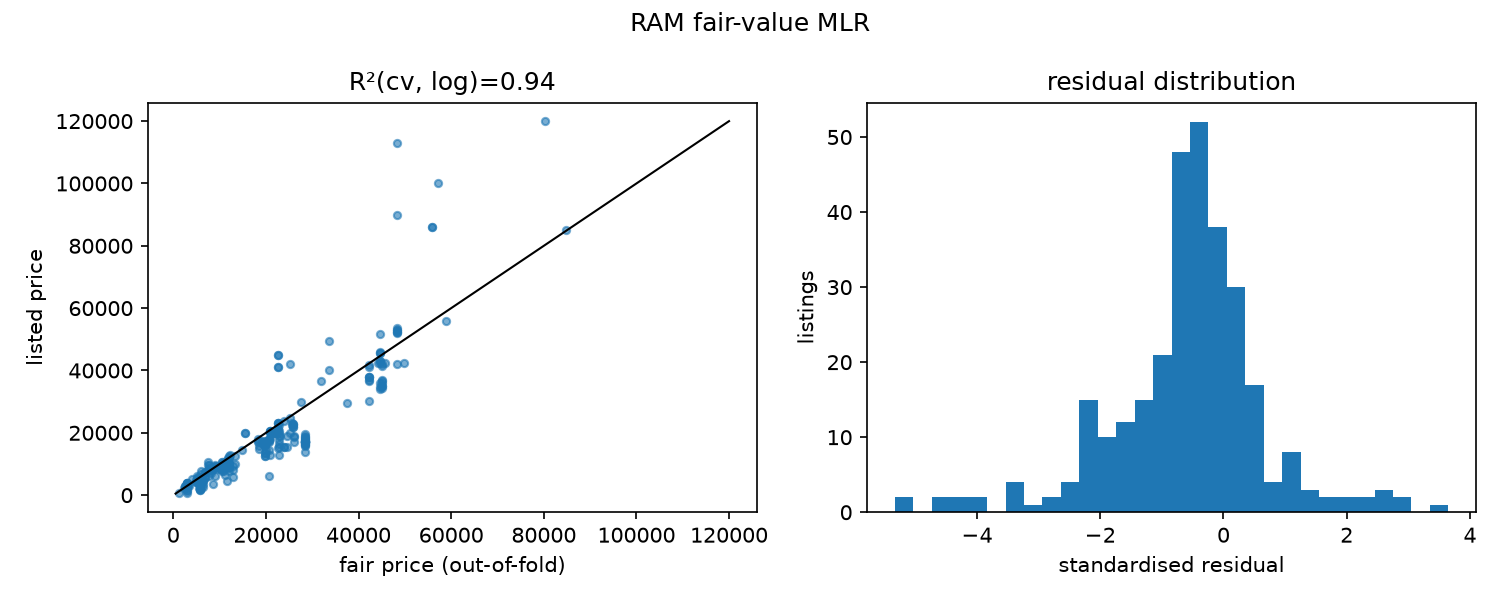 RAM fair-value MLR
R²(cv, log)=0.94
120000
100000
80000
60000
40000
20000
0
listed price
0 20000 40000 60000 80000 100000 120000
fair price (out-of-fold)
residual distribution
50
40
30
20
10
0
listings
−4 −2 0 2 4
standardised residual